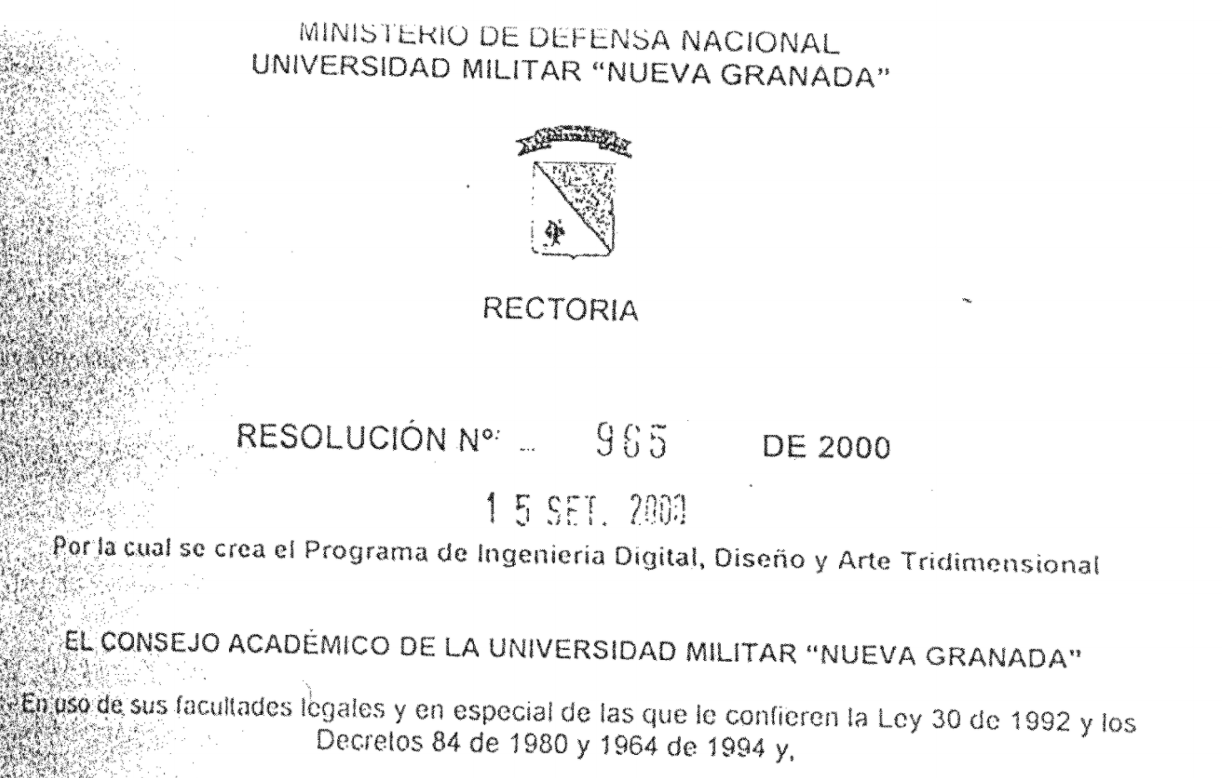 MINISTERIO DE DEFENSA NACIONAL
UNIVERSIDAD MILITAR “NUEVA GRANADA”
RECTORIA
RESOLUCIÓN Nº 965 DE 2000
15 SET. 2000
Por la cual se crea el Programa de Ingenieria Digital, Diseño y Arte Tridimensional
EL CONSEJO ACADÉMICO DE LA UNIVERSIDAD MILITAR “NUEVA GRANADA”
En uso de sus facultades legales y en especial de las que le confieren la Ley 30 de 1992 y los
Decretos 84 de 1980 y 1964 de 1994 y,